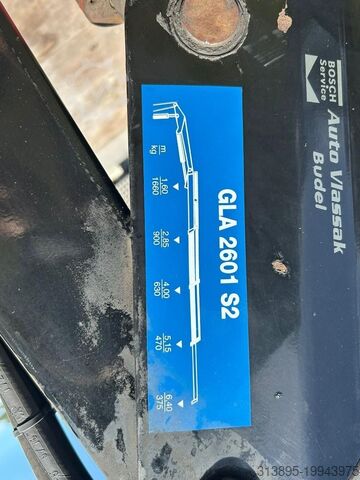 BOSCH
Service
Auto Vlassak
Budel
GLA 2601 S2
m 1,60 2,85 4,00 5,15 6,40
kg 1660 900 630 470 375
313895-19943975